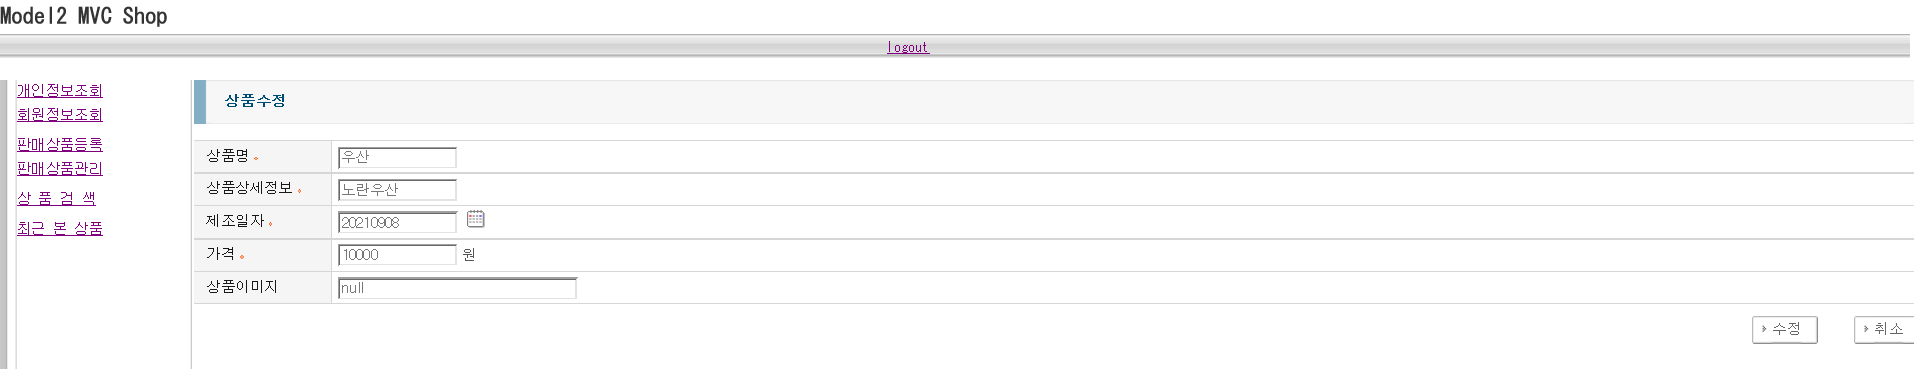 Model2 MVC Shop
logout
개인정보조회
회원정보조회
판매상품등록
판매상품관리
상 품 검 색
최근 본 상품
상품수정
상품명 우산
상품상세정보 노란우산
제조일자 20210908
가격 10000 원
상품이미지 null
수정 취소